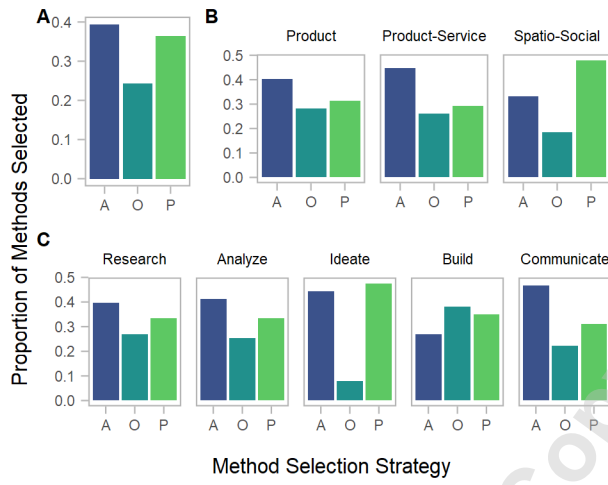 A
B
Product Product-Service Spatio-Social
0.4
0.3
0.2
0.1
0.0
0.5
0.4
0.3
0.2
0.1
0.0
A O P
A O P A O P A O P
Proportion of Methods Selected
C
Research Analyze Ideate Build Communicate
0.5
0.4
0.3
0.2
0.1
0.0
A O P A O P A O P A O P A O P
Method Selection Strategy